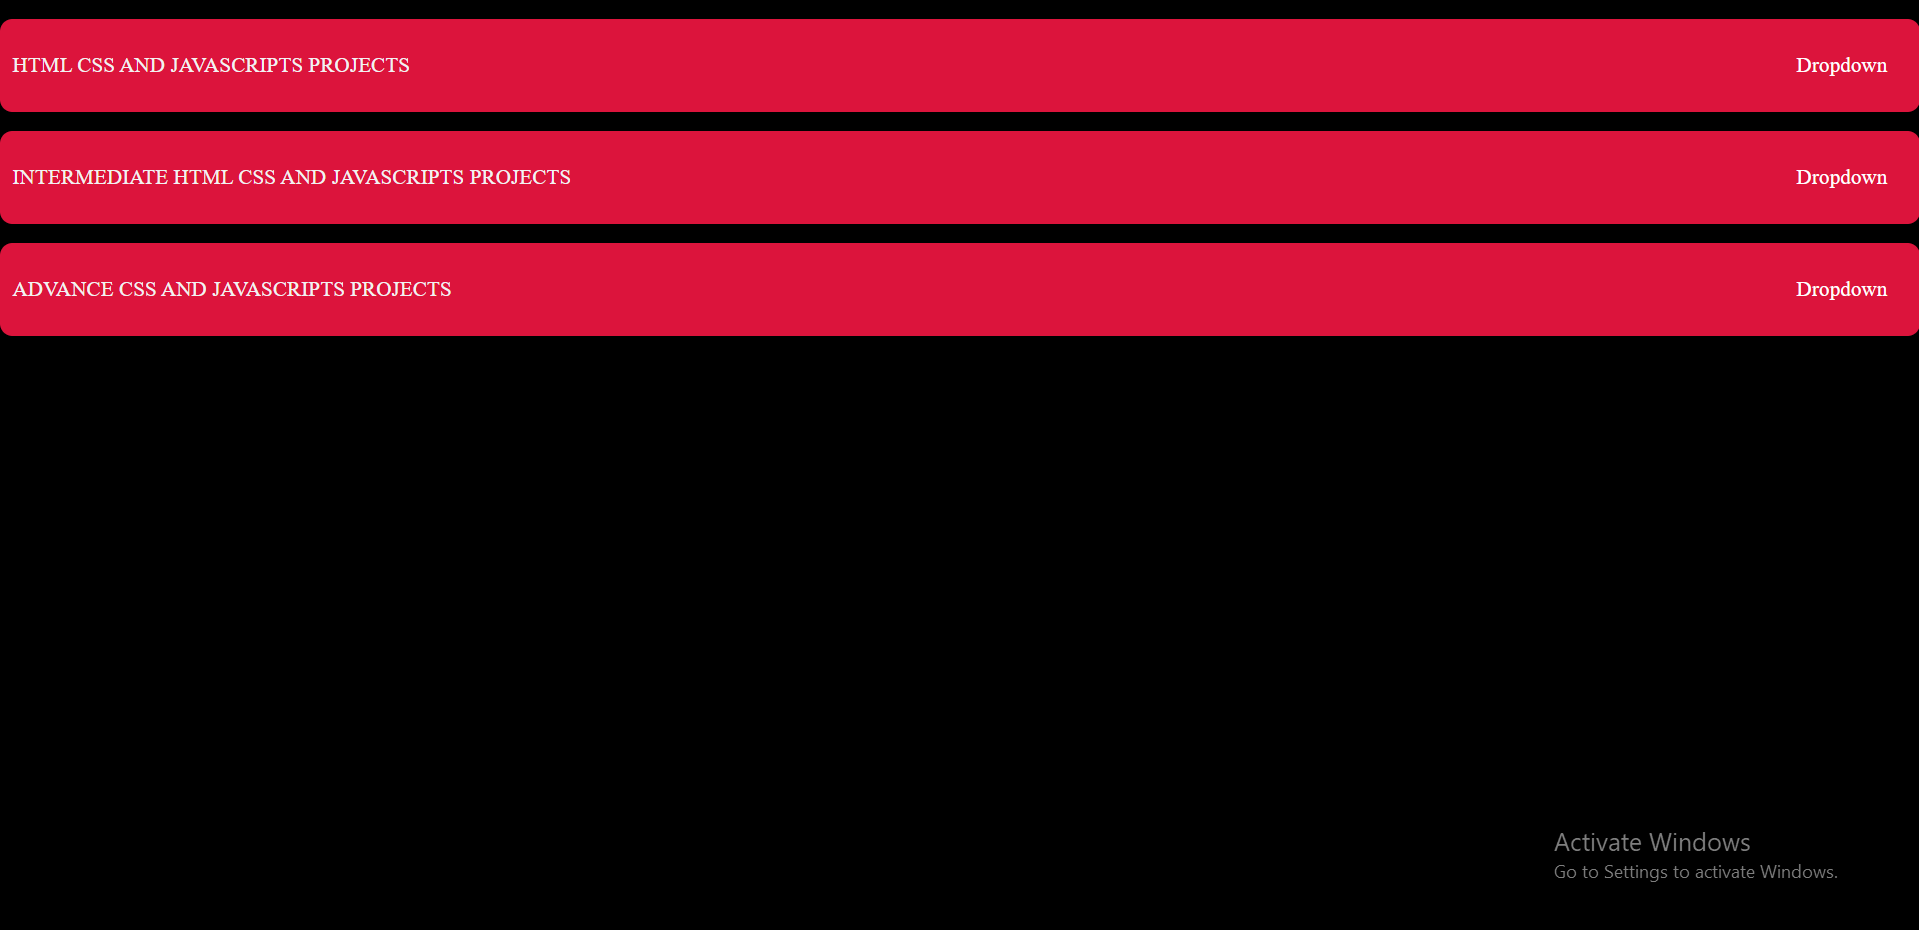 HTML CSS AND JAVASCRIPTS PROJECTS Dropdown
INTERMEDIATE HTML CSS AND JAVASCRIPTS PROJECTS Dropdown
ADVANCE CSS AND JAVASCRIPTS PROJECTS Dropdown
Activate Windows
Go to Settings to activate Windows.